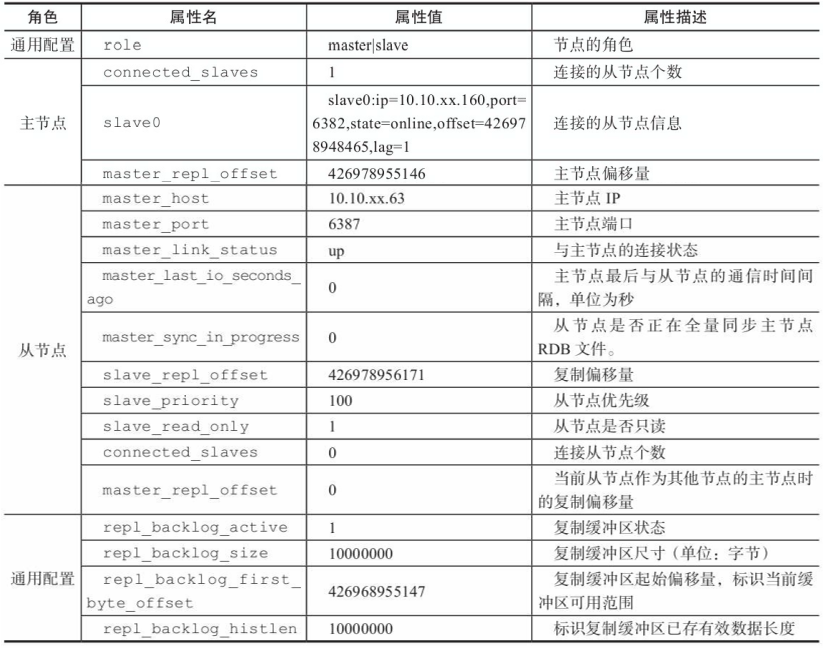 角色 属性名 属性值 属性描述
通用配置 role master|slave 节点的角色
主节点
connected_slaves 1 连接的从节点个数
slave0
slave0:ip=10.10.xx.160,port=
6382,state=online,offset=42697
8948465,lag=1
连接的从节点信息
master_repl_offset 426978955146 主节点偏移量
从节点
master_host 10.10.xx.63 主节点 IP
master_port 6387 主节点端口
master_link_status up 与主节点的连接状态
master_last_io_seconds_
ago
0
主节点最后与从节点的通信时间间
隔，单位为秒
master_sync_in_progress 0
从节点是否正在全量同步主节点
RDB 文件。
slave_repl_offset 426978956171 复制偏移量
slave_priority 100 从节点优先级
slave_read_only 1 从节点是否只读
connected_slaves 0 连接从节点个数
master_repl_offset 0
当前从节点作为其他节点的主节点时
的复制偏移量
通用配置
repl_backlog_active 1 复制缓冲区状态
repl_backlog_size 10000000 复制缓冲区尺寸（单位：字节）
repl_backlog_first_
byte_offset
426968955147
复制缓冲区起始偏移量，标识当前缓
冲区可用范围
repl_backlog_histlen 10000000 标识复制缓冲区已存有效数据长度